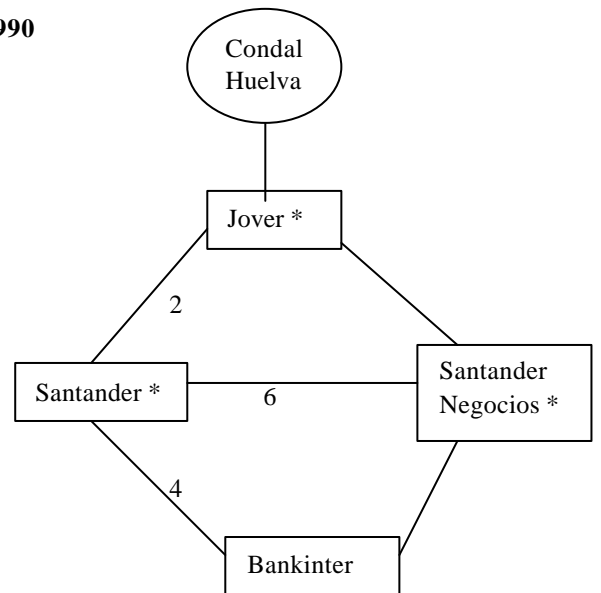 990
Condal
Huelva
Jover *
2
Santander *
6
Santander
Negocios *
4
Bankinter